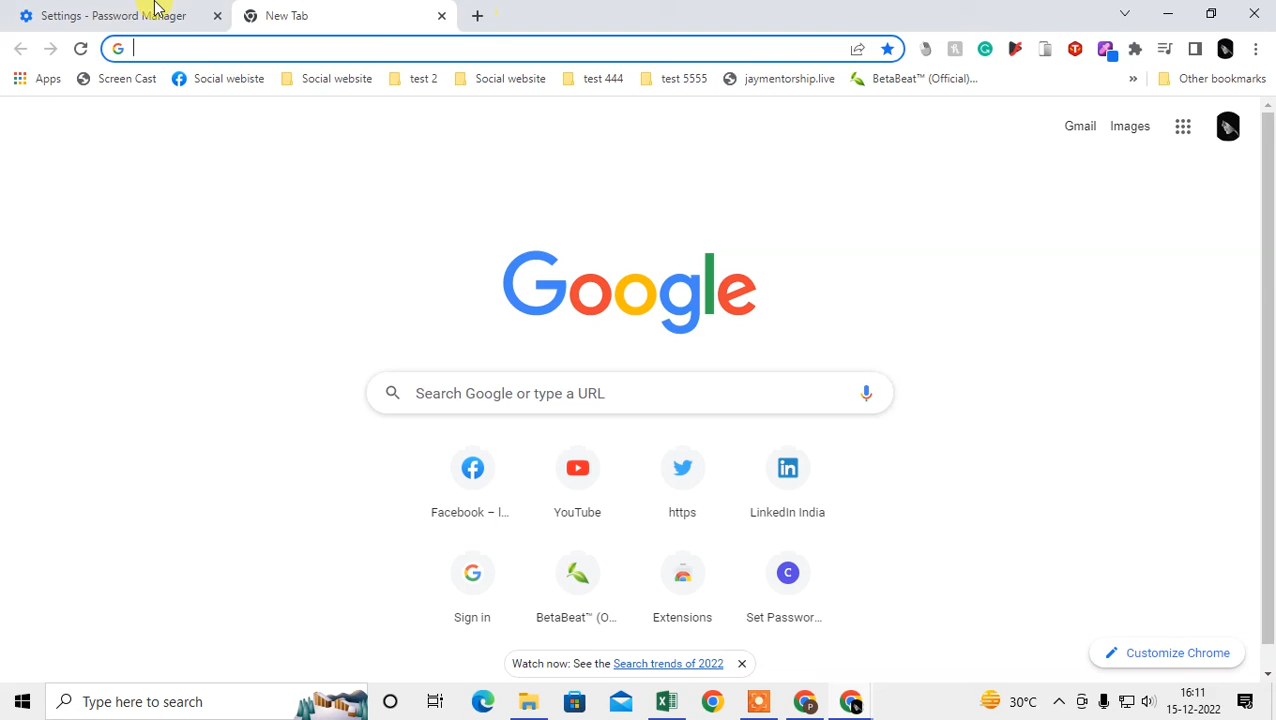 Settings - Password Manager
New Tab
Apps
Screen Cast
Social webiste
Social website
test 2
Social website
test 444
test 5555
jaymentorship.live
BetaBeat™ (Official)...
»
Other bookmarks
Gmail
Images
Google
Search Google or type a URL
Facebook – l...
YouTube
https
LinkedIn India
Sign in
BetaBeat™ (O...
Extensions
C
Set Passwor...
Watch now: See the Search trends of 2022
Customize Chrome
Type here to search
30°C
16:11
15-12-2022